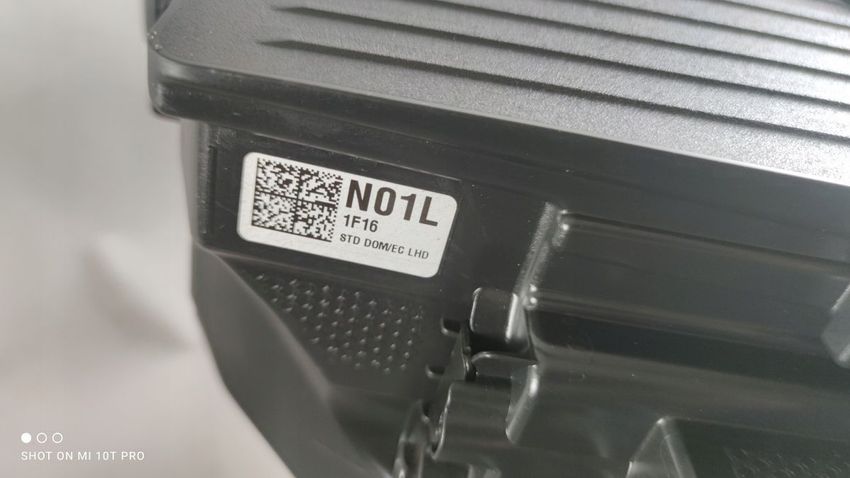 N01L
1F16
STD DOM/EC LHD
SHOT ON MI 10T PRO